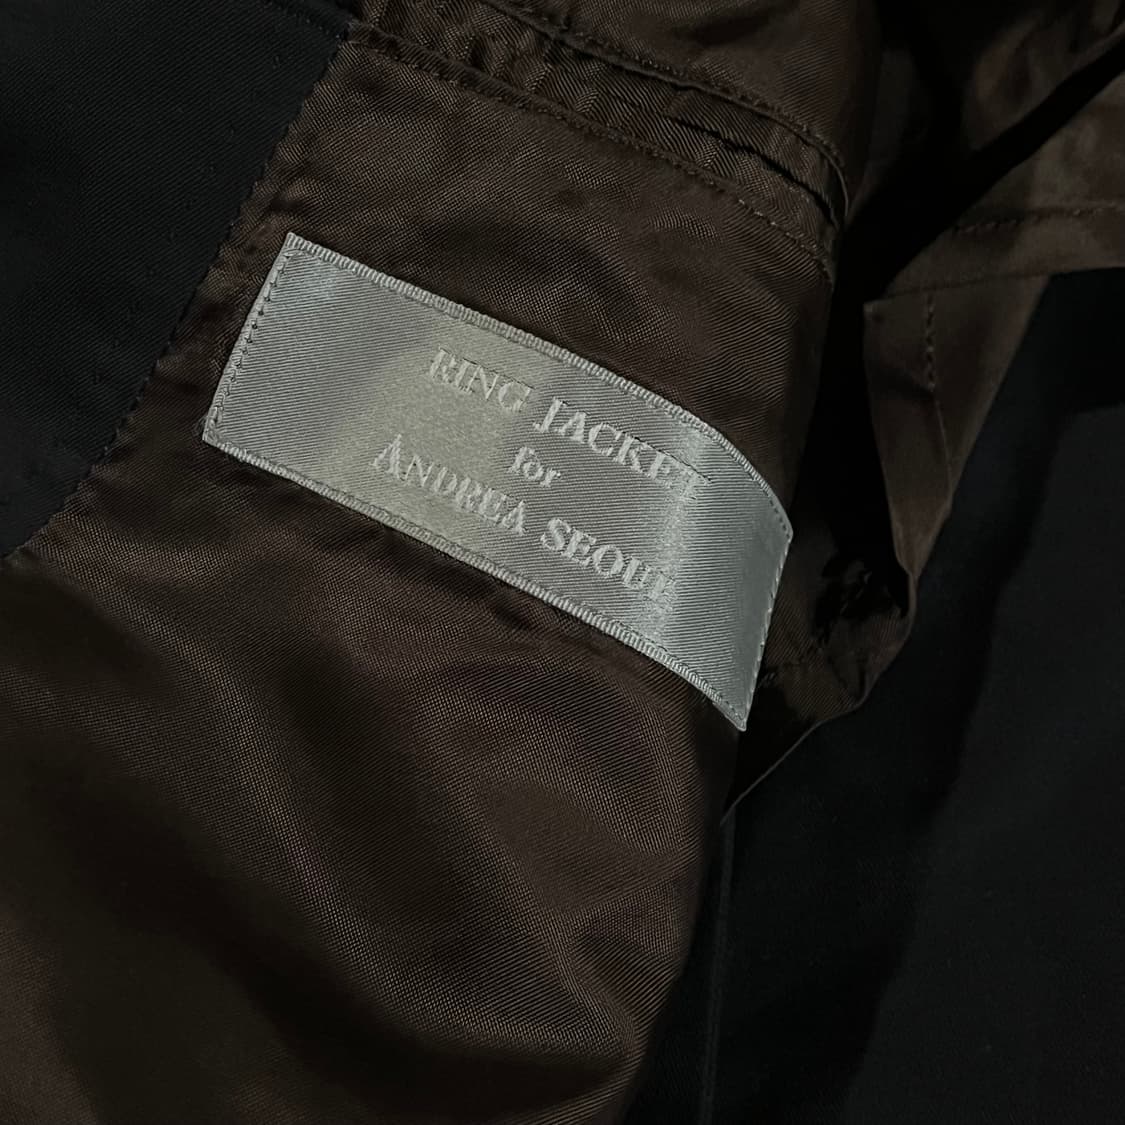 RING JACKET
for
ANDREA SEOUL